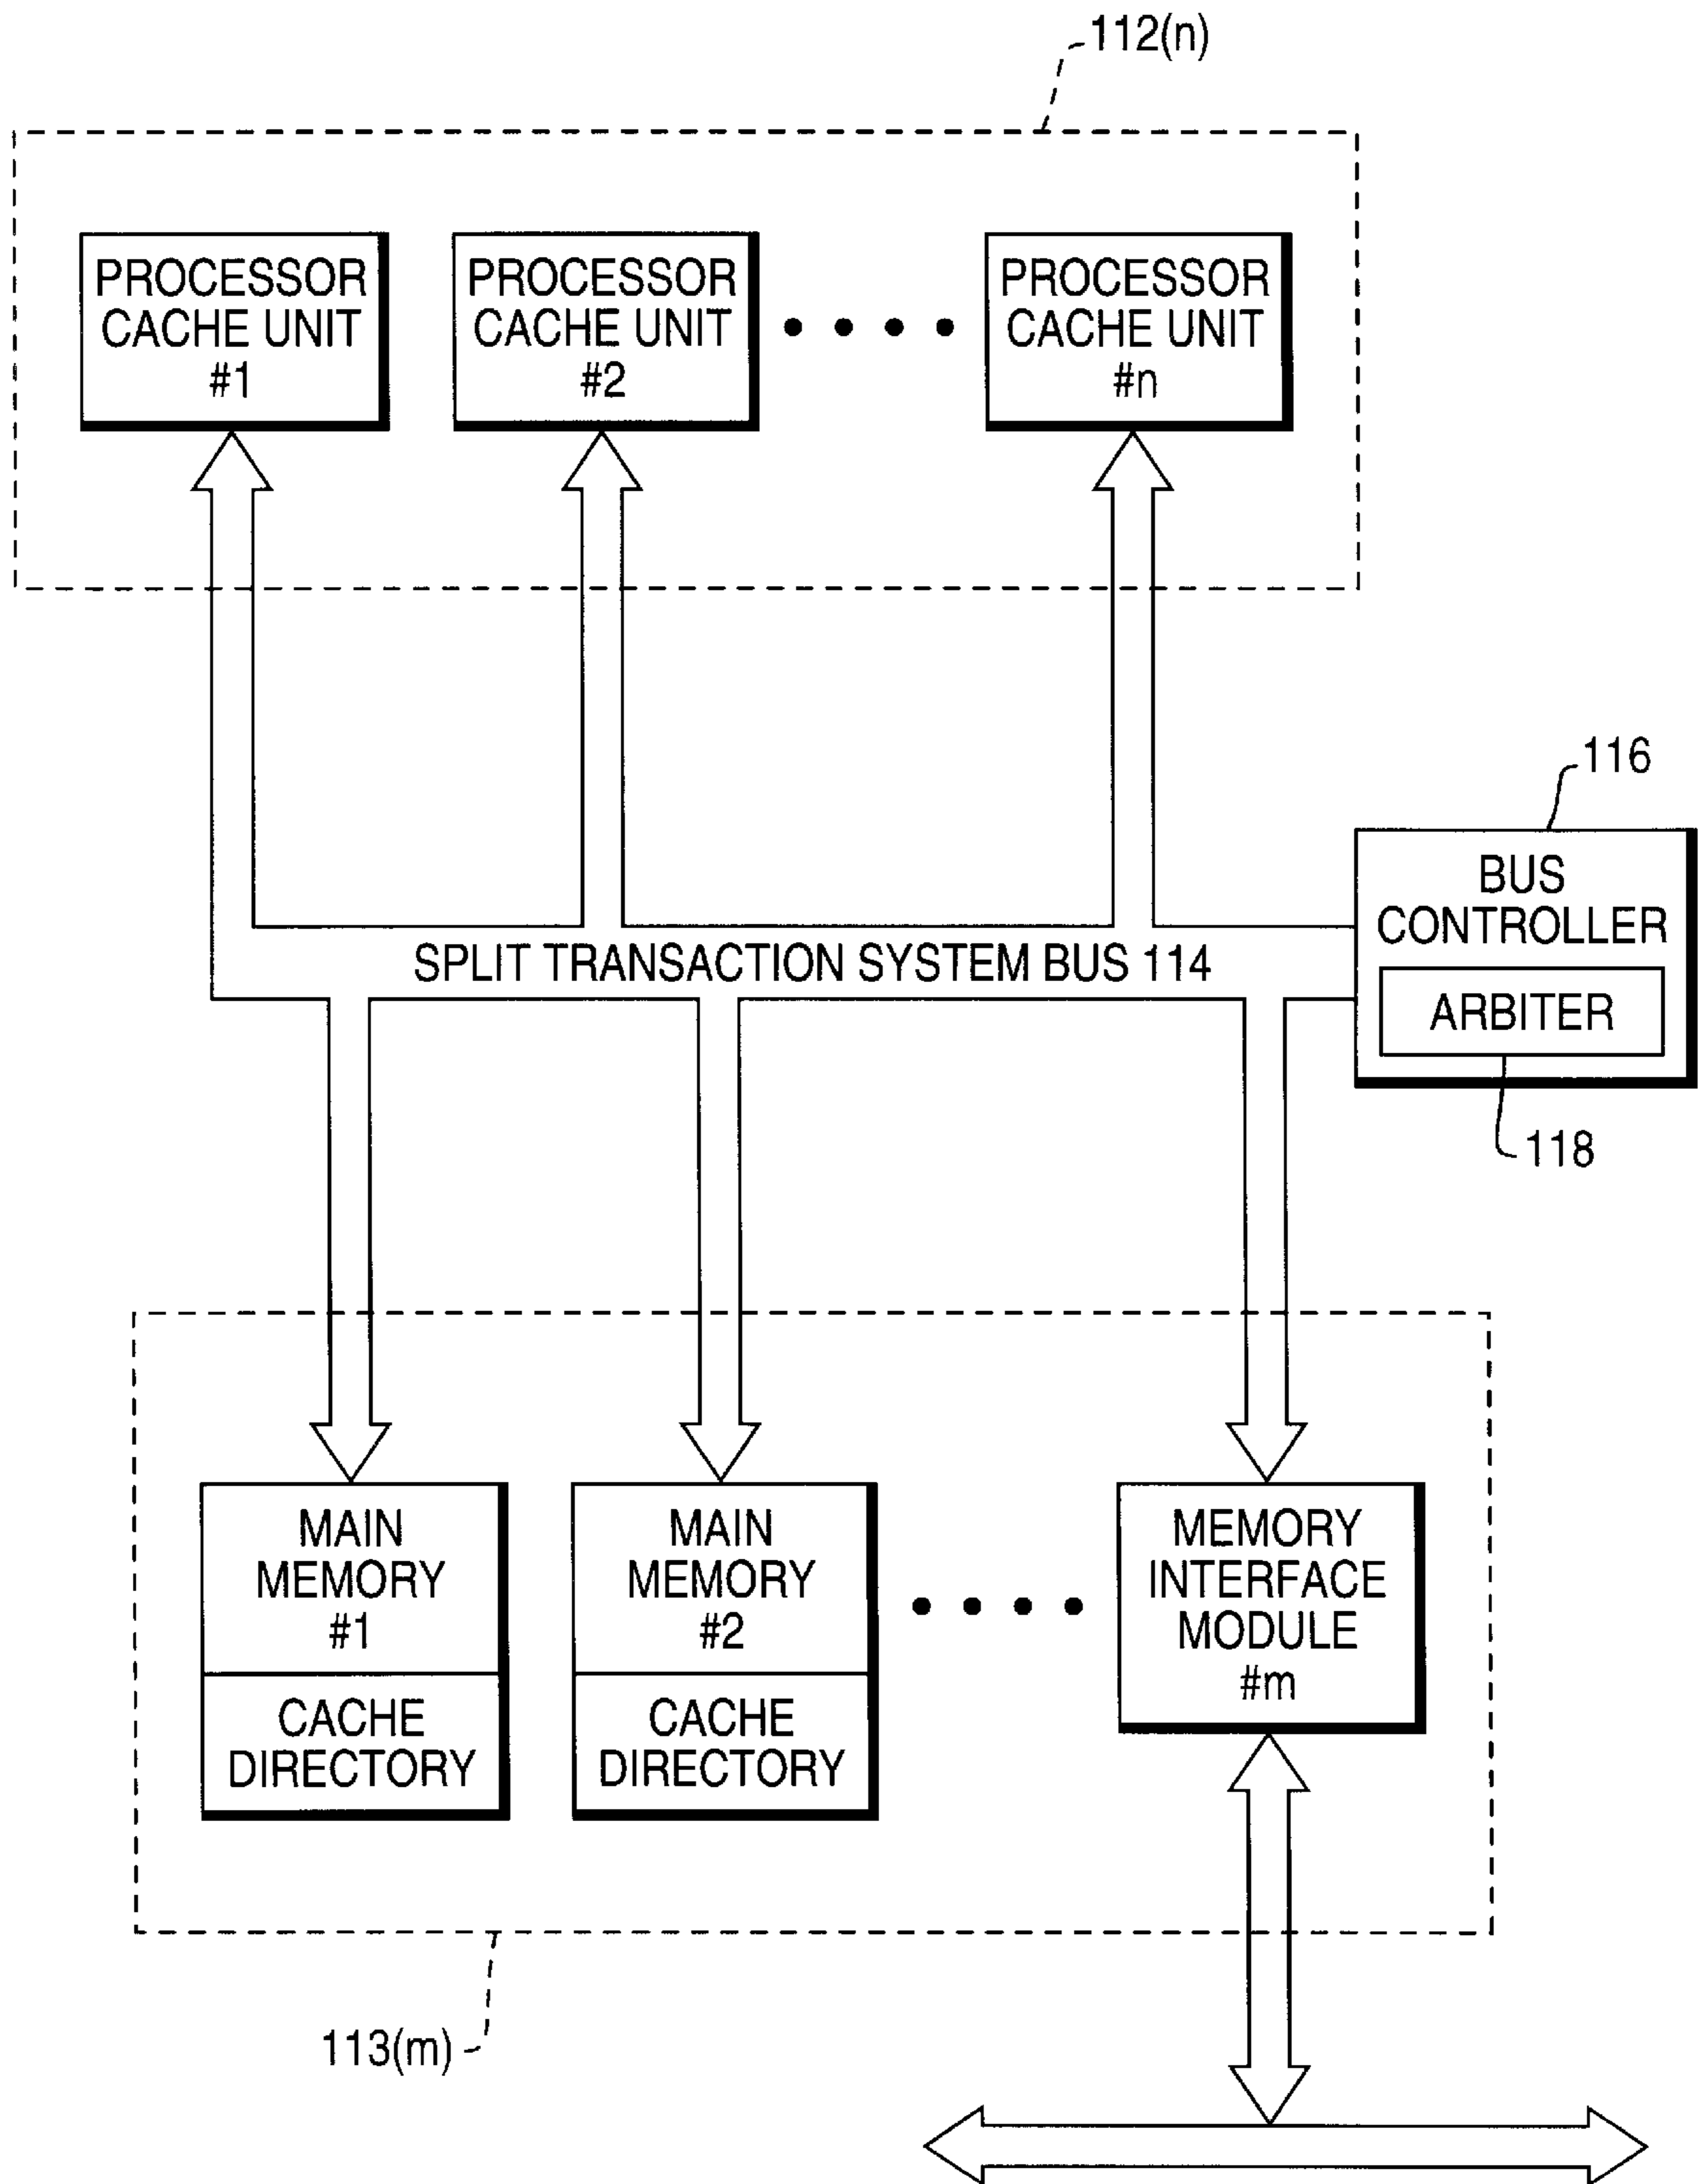 112(n)
PROCESSOR
CACHE UNIT
#1
PROCESSOR
CACHE UNIT
#2
PROCESSOR
CACHE UNIT
#n
116
BUS
CONTROLLER
ARBITER
118
SPLIT TRANSACTION SYSTEM BUS 114
MAIN
MEMORY
#1
CACHE
DIRECTORY
MAIN
MEMORY
#2
CACHE
DIRECTORY
MEMORY
INTERFACE
MODULE
#m
113(m)